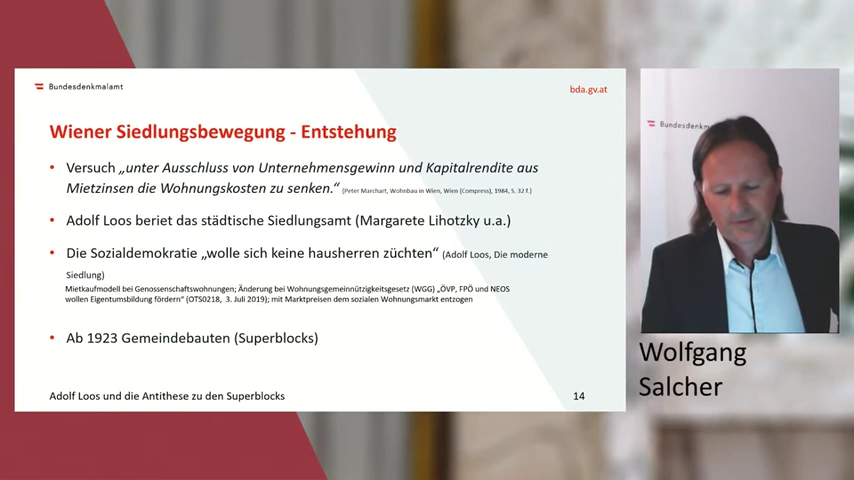 Bundesdenkmalamt
bda.gv.at
Wiener Siedlungsbewegung - Entstehung
• Versuch „unter Ausschluss von Unternehmensgewinn und Kapitalrendite aus
Mietzinsen die Wohnungskosten zu senken.“ (Peter Marchart, Wohnbau in Wien, Wien (Compress), 1984, S. 32 f.)
• Adolf Loos beriet das städtische Siedlungsamt (Margarete Lihotzky u.a.)
• Die Sozialdemokratie „wolle sich keine hausherren züchten“ (Adolf Loos, Die moderne
Siedlung)
Mietkaufmodell bei Genossenschaftswohnungen; Änderung bei Wohnungsgemeinnützigkeitsgesetz (WGG) „ÖVP, FPÖ und NEOS
wollen Eigentumsbildung fördern“ (OTS0218, 3. Juli 2019); mit Marktpreisen dem sozialen Wohnungsmarkt entzogen
• Ab 1923 Gemeindebauten (Superblocks)
Adolf Loos und die Antithese zu den Superblocks
14
Bundesdenkm
Wolfgang
Salcher